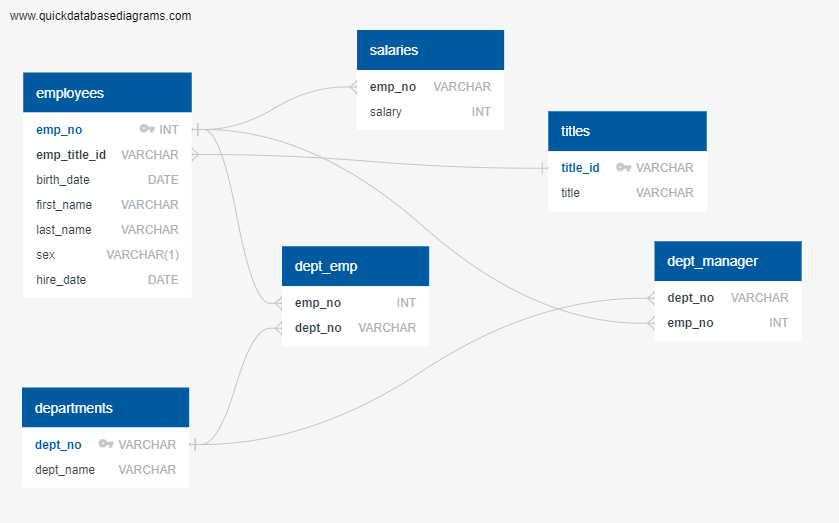 www.quickdatabasediagrams.com
salaries
emp_no VARCHAR
salary INT
employees
emp_no INT
emp_title_id VARCHAR
birth_date DATE
first_name VARCHAR
last_name VARCHAR
sex VARCHAR(1)
hire_date DATE
titles
title_id VARCHAR
title VARCHAR
dept_emp
emp_no INT
dept_no VARCHAR
dept_manager
dept_no VARCHAR
emp_no INT
departments
dept_no VARCHAR
dept_name VARCHAR